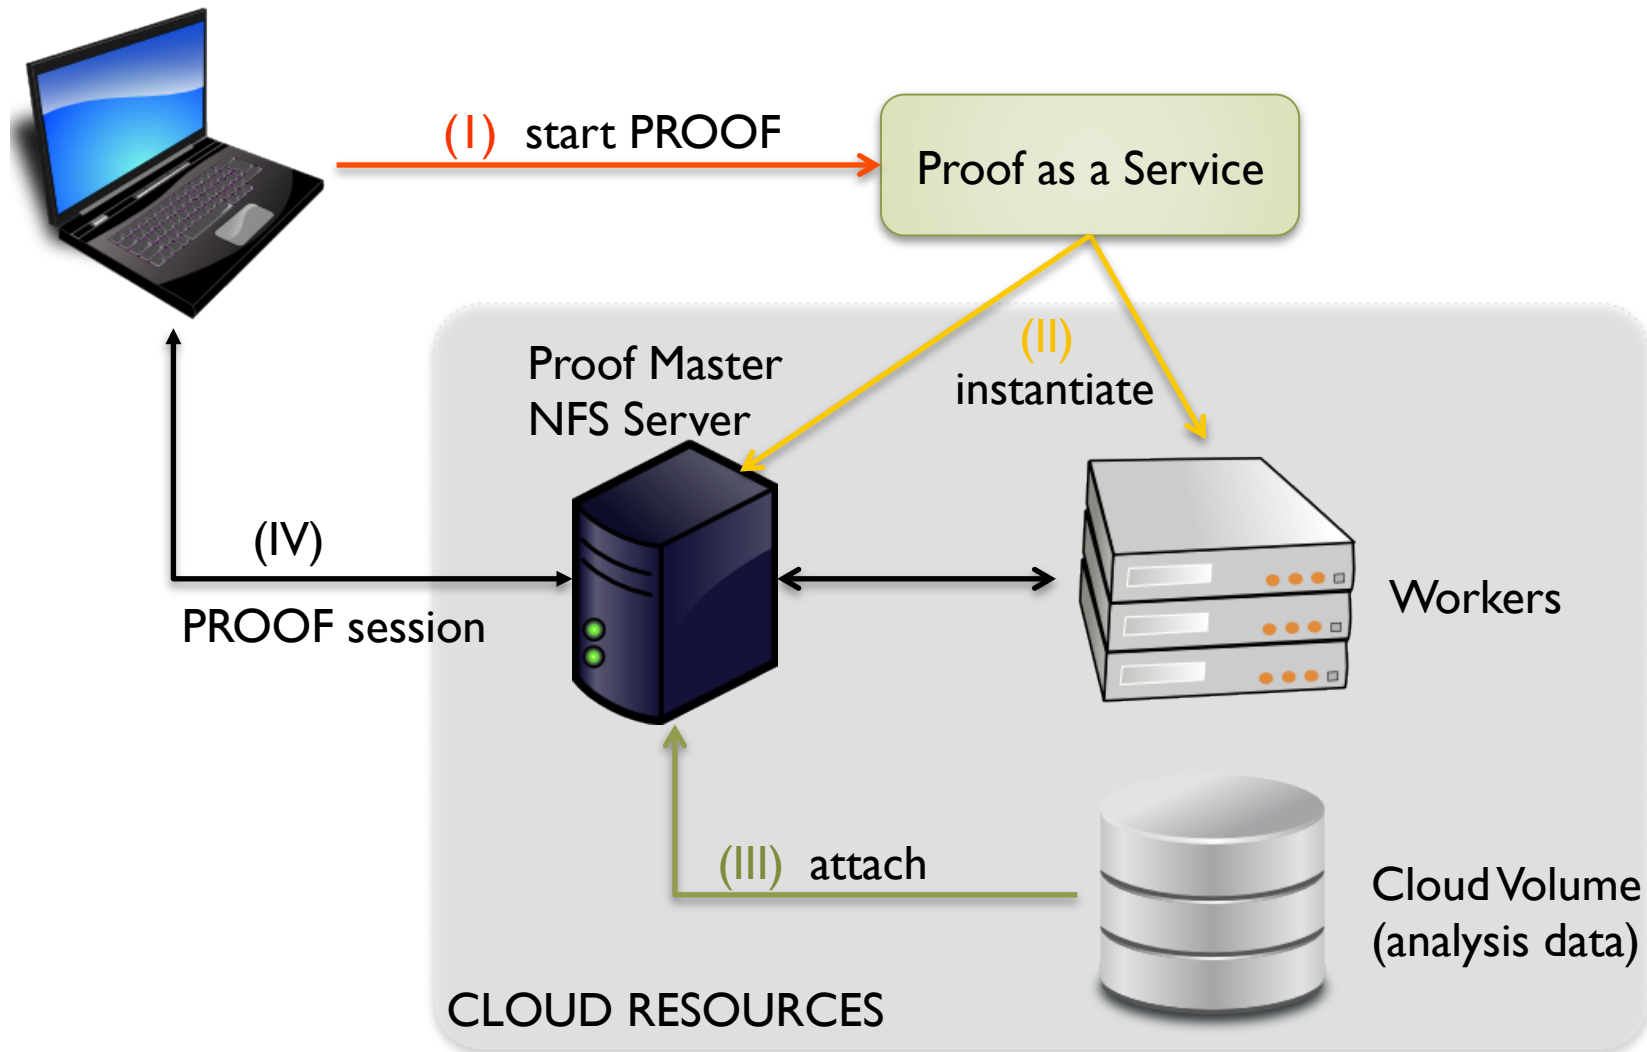 (I) start PROOF
Proof as a Service
(II)
instantiate
Proof Master
NFS Server
(IV)
PROOF session
Workers
(III) attach
Cloud Volume
(analysis data)
CLOUD RESOURCES